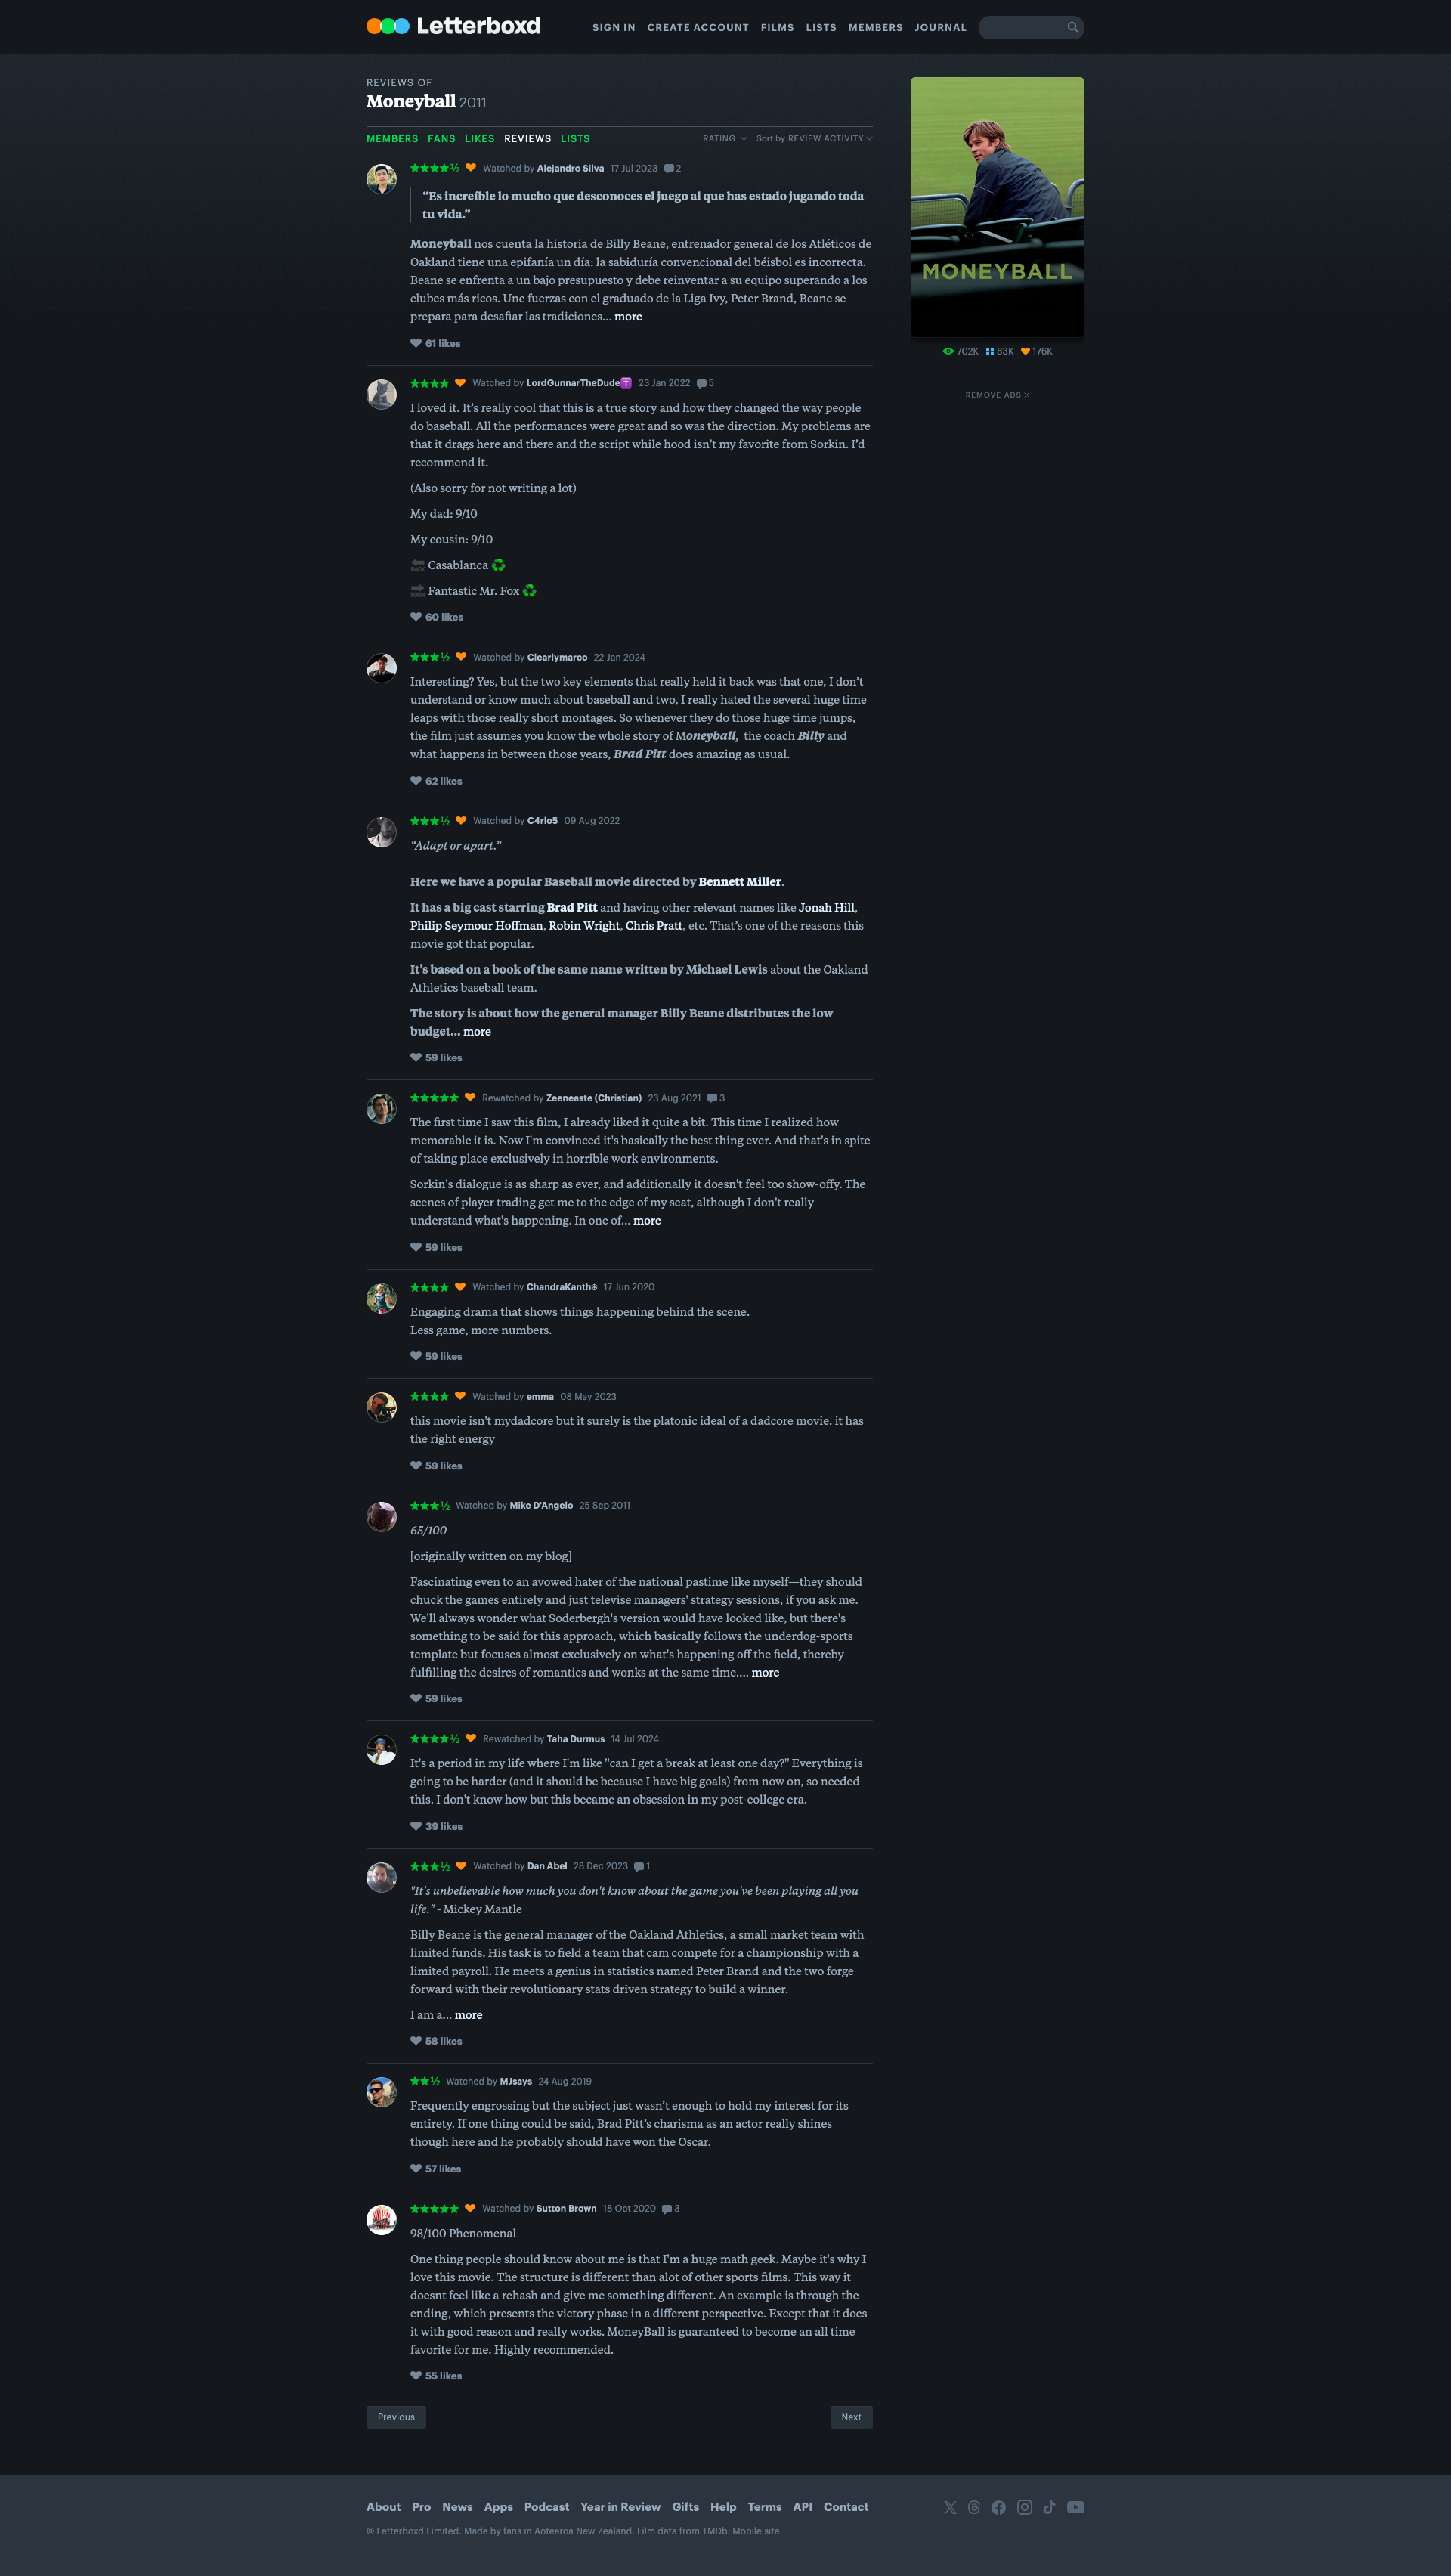 Letterboxd
SIGN IN CREATE ACCOUNT FILMS LISTS MEMBERS JOURNAL
REVIEWS OF
Moneyball 2011
MEMBERS FANS LIKES REVIEWS LISTS RATING Sort by REVIEW ACTIVITY
MONEYBALL
702K 83K 176K
REMOVE ADS ×
★★★★½ Watched by Alejandro Silva 17 Jul 2023 2
“Es increíble lo mucho que desconoces el juego al que has estado jugando toda
tu vida.”
Moneyball nos cuenta la historia de Billy Beane, entrenador general de los Atléticos de
Oakland tiene una epifanía un día: la sabiduría convencional del béisbol es incorrecta.
Beane se enfrenta a un bajo presupuesto y debe reinventar a su equipo superando a los
clubes más ricos. Une fuerzas con el graduado de la Liga Ivy, Peter Brand, Beane se
prepara para desafiar las tradiciones… more
61 likes
★★★★ Watched by LordGunnarTheDude✝️ 23 Jan 2022 5
I loved it. It’s really cool that this is a true story and how they changed the way people
do baseball. All the performances were great and so was the direction. My problems are
that it drags here and there and the script while hood isn’t my favorite from Sorkin. I’d
recommend it.
(Also sorry for not writing a lot)
My dad: 9/10
My cousin: 9/10
🔙 Casablanca ♻️
🔜 Fantastic Mr. Fox ♻️
60 likes
★★★½ Watched by Clearlymarco 22 Jan 2024
Interesting? Yes, but the two key elements that really held it back was that one, I don’t
understand or know much about baseball and two, I really hated the several huge time
leaps with those really short montages. So whenever they do those huge time jumps,
the film just assumes you know the whole story of Moneyball, the coach Billy and
what happens in between those years, Brad Pitt does amazing as usual.
62 likes
★★★½ Watched by C4rlo5 09 Aug 2022
“Adapt or apart.”
Here we have a popular Baseball movie directed by Bennett Miller.
It has a big cast starring Brad Pitt and having other relevant names like Jonah Hill,
Philip Seymour Hoffman, Robin Wright, Chris Pratt, etc. That’s one of the reasons this
movie got that popular.
It’s based on a book of the same name written by Michael Lewis about the Oakland
Athletics baseball team.
The story is about how the general manager Billy Beane distributes the low
budget… more
59 likes
★★★★★ Rewatched by Zeeneaste (Christian) 23 Aug 2021 3
The first time I saw this film, I already liked it quite a bit. This time I realized how
memorable it is. Now I'm convinced it's basically the best thing ever. And that's in spite
of taking place exclusively in horrible work environments.
Sorkin's dialogue is as sharp as ever, and additionally it doesn't feel too show-offy. The
scenes of player trading get me to the edge of my seat, although I don't really
understand what's happening. In one of… more
59 likes
★★★★ Watched by ChandraKanth❄ 17 Jun 2020
Engaging drama that shows things happening behind the scene.
Less game, more numbers.
59 likes
★★★★ Watched by emma 08 May 2023
this movie isn't mydadcore but it surely is the platonic ideal of a dadcore movie. it has
the right energy
59 likes
★★★½ Watched by Mike D'Angelo 25 Sep 2011
65/100
[originally written on my blog]
Fascinating even to an avowed hater of the national pastime like myself—they should
chuck the games entirely and just televise managers' strategy sessions, if you ask me.
We'll always wonder what Soderbergh's version would have looked like, but there's
something to be said for this approach, which basically follows the underdog-sports
template but focuses almost exclusively on what's happening off the field, thereby
fulfilling the desires of romantics and wonks at the same time.… more
59 likes
★★★★½ Rewatched by Taha Durmus 14 Jul 2024
It's a period in my life where I'm like "can I get a break at least one day?" Everything is
going to be harder (and it should be because I have big goals) from now on, so needed
this. I don't know how but this became an obsession in my post-college era.
39 likes
★★★½ Watched by Dan Abel 28 Dec 2023 1
"It's unbelievable how much you don't know about the game you've been playing all you
life." - Mickey Mantle
Billy Beane is the general manager of the Oakland Athletics, a small market team with
limited funds. His task is to field a team that cam compete for a championship with a
limited payroll. He meets a genius in statistics named Peter Brand and the two forge
forward with their revolutionary stats driven strategy to build a winner.
I am a… more
58 likes
★★½ Watched by MJsays 24 Aug 2019
Frequently engrossing but the subject just wasn’t enough to hold my interest for its
entirety. If one thing could be said, Brad Pitt’s charisma as an actor really shines
though here and he probably should have won the Oscar.
57 likes
★★★★★ Watched by Sutton Brown 18 Oct 2020 3
98/100 Phenomenal
One thing people should know about me is that I'm a huge math geek. Maybe it's why I
love this movie. The structure is different than alot of other sports films. This way it
doesnt feel like a rehash and give me something different. An example is through the
ending, which presents the victory phase in a different perspective. Except that it does
it with good reason and really works. MoneyBall is guaranteed to become an all time
favorite for me. Highly recommended.
55 likes
Previous Next
About Pro News Apps Podcast Year in Review Gifts Help Terms API Contact
© Letterboxd Limited. Made by fans in Aotearoa New Zealand. Film data from TMDb. Mobile site.